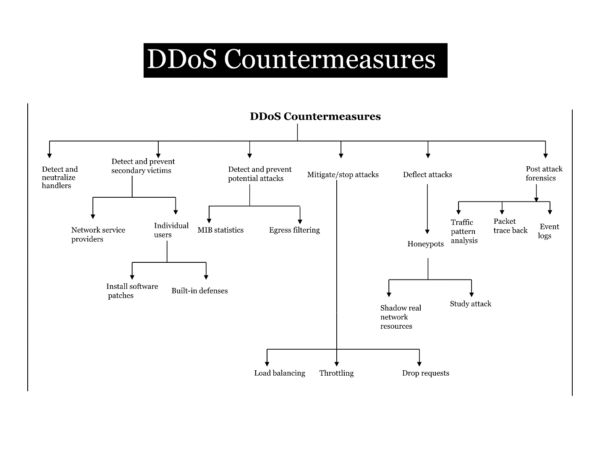 DDoS Countermeasures
DDoS Countermeasures
Detect and
neutralize
handlers
Detect and prevent
secondary victims
Detect and prevent
potential attacks
Mitigate/stop attacks
Deflect attacks
Post attack
forensics
Network service
providers
Individual
users
MIB statistics
Egress filtering
Honeypots
Traffic
pattern
analysis
Packet
trace back
Event
logs
Install software
patches
Built-in defenses
Shadow real
network
resources
Study attack
Load balancing
Throttling
Drop requests